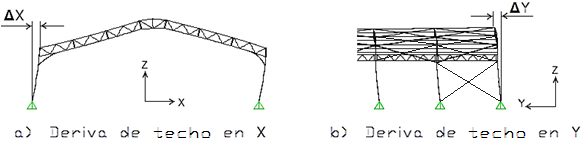 ΔX
ΔY
Z
X
Z
Y
a) Deriva de techo en X
b) Deriva de techo en Y